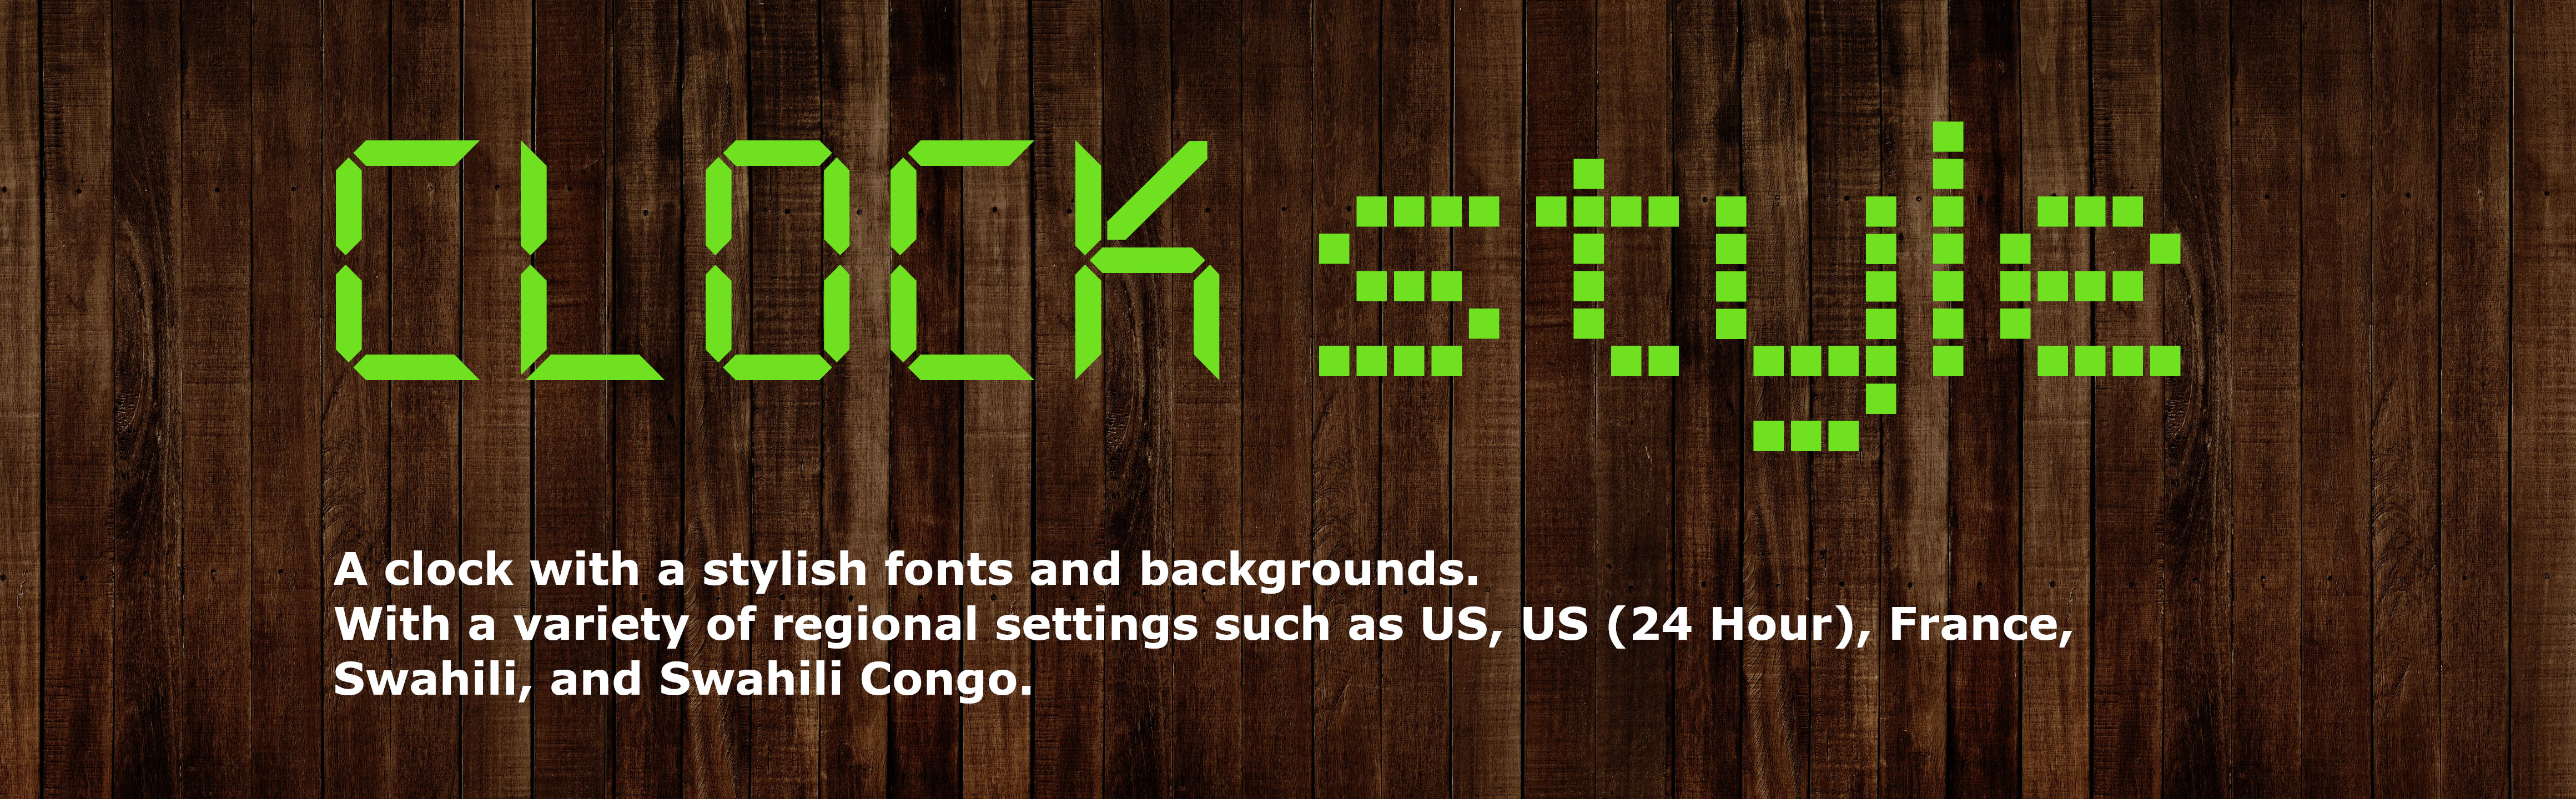 CLOCK style
A clock with a stylish fonts and backgrounds.
With a variety of regional settings such as US, US (24 Hour), France,
Swahili, and Swahili Congo.